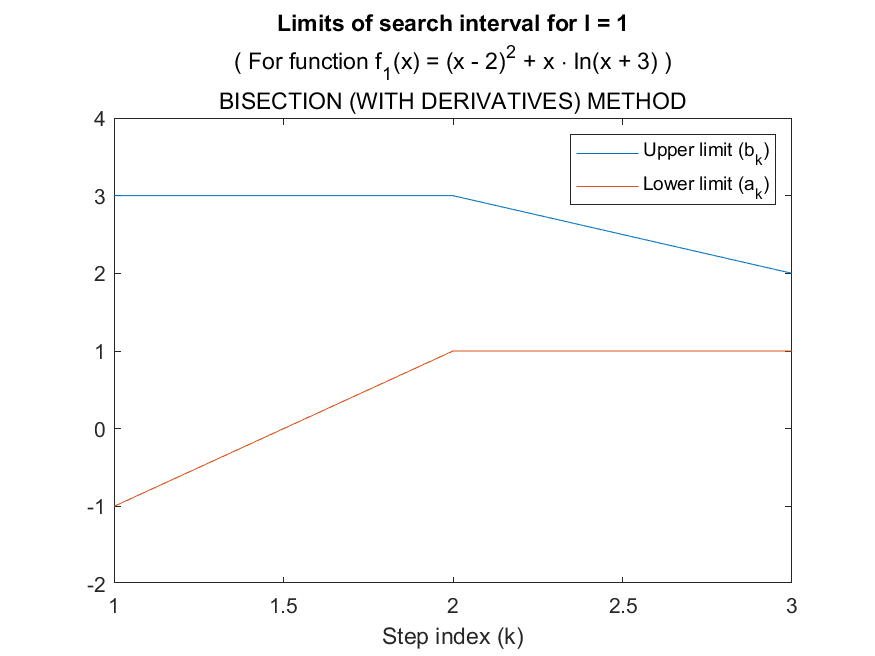 Limits of search interval for l = 1
( For function f1(x) = (x - 2)2 + x · ln(x + 3) )
BISECTION (WITH DERIVATIVES) METHOD
4
3
2
1
0
-1
-2
Upper limit (bk)
Lower limit (ak)
1 1.5 2 2.5 3
Step index (k)